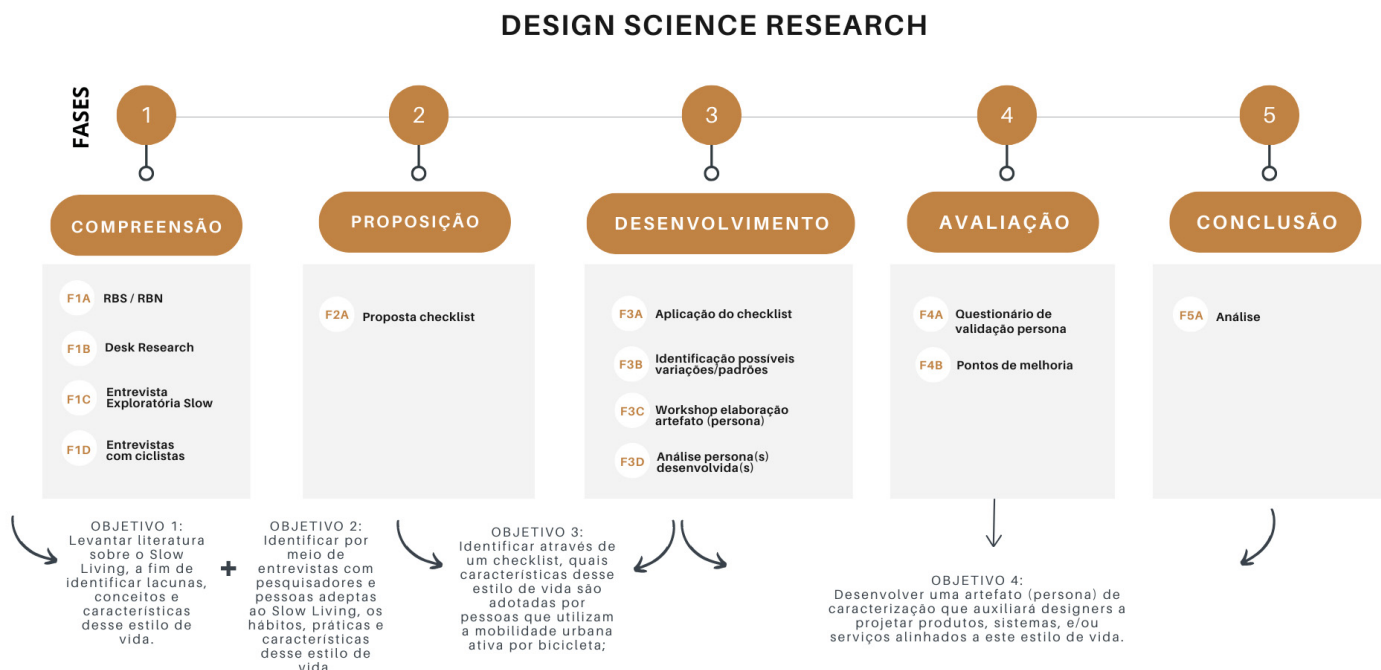 DESIGN SCIENCE RESEARCH
FASES
1
2
3
4
5
COMPREENSÃO
PROPOSIÇÃO
DESENVOLVIMENTO
AVALIAÇÃO
CONCLUSÃO
F1A RBS / RBN
F1B Desk Research
F1C Entrevista
Exploratória Slow
F1D Entrevistas
com ciclistas
F2A Proposta checklist
F3A Aplicação do checklist
F3B Identificação possíveis
variações/padrões
F3C Workshop elaboração
artefato (persona)
F3D Análise persona(s)
desenvolvida(s)
F4A Questionário de
validação persona
F4B Pontos de melhoria
F5A Análise
OBJETIVO 1:
Levantar literatura
sobre o Slow
Living, a fim de
identificar lacunas,
conceitos e
características
desse estilo de
vida.
+
OBJETIVO 2:
Identificar por
meio de
entrevistas com
pesquisadores e
pessoas adeptas
ao Slow Living, os
hábitos, práticas e
características
desse estilo de
vida
OBJETIVO 3:
Identificar através de
um checklist, quais
características desse
estilo de vida são
adotadas por
pessoas que utilizam
a mobilidade urbana
ativa por bicicleta;
OBJETIVO 4:
Desenvolver uma artefato (persona) de
caracterização que auxiliará designers a
projetar produtos, sistemas, e/ou
serviços alinhados a este estilo de vida.